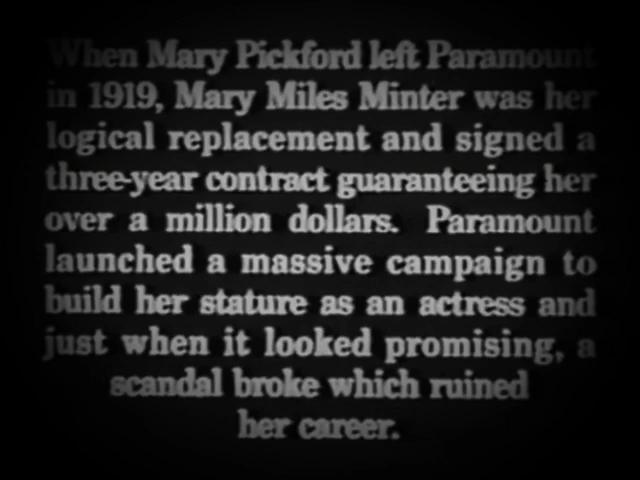 When Mary Pickford left Paramount
in 1919, Mary Miles Minter was her
logical replacement and signed a
three-year contract guaranteeing her
over a million dollars. Paramount
launched a massive campaign to
build her stature as an actress and
just when it looked promising, a
scandal broke which ruined
her career.